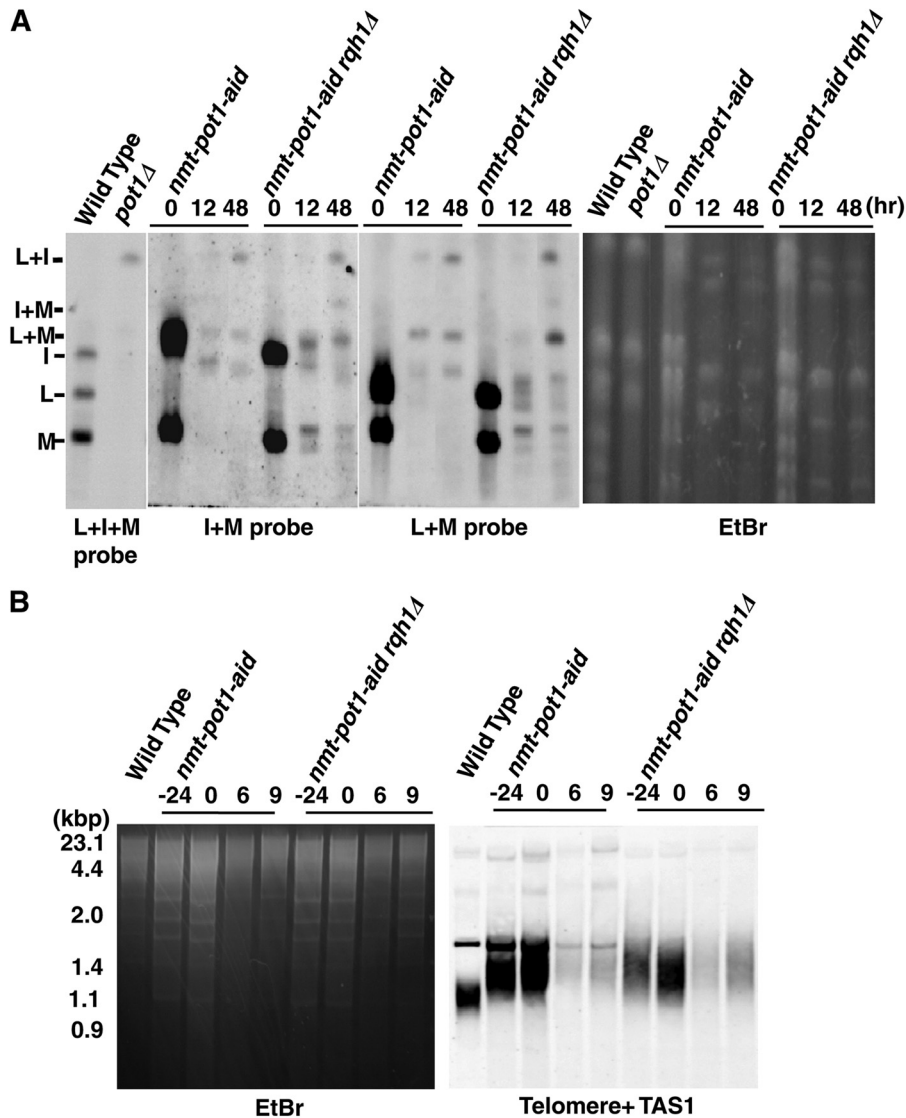 A
Wild Type
pot1Δ
nmt-pot1-aid
nmt-pot1-aid rqh1Δ
nmt-pot1-aid
nmt-pot1-aid rqh1Δ
Wild Type
pot1Δ
nmt-pot1-aid
nmt-pot1-aid rqh1Δ
0 12 48 0 12 48 0 12 48 0 12 48 0 12 48 0 12 48 (hr)
L+I
I+M
L+M
I
L
M
L+I+M
probe
I+M probe
L+M probe
EtBr
B
Wild Type
nmt-pot1-aid
nmt-pot1-aid rqh1Δ
Wild Type
nmt-pot1-aid
nmt-pot1-aid rqh1Δ
-24 0 6 9 -24 0 6 9 -24 0 6 9 -24 0 6 9
(kbp)
23.1
4.4
2.0
1.4
1.1
0.9
EtBr
Telomere+ TAS1